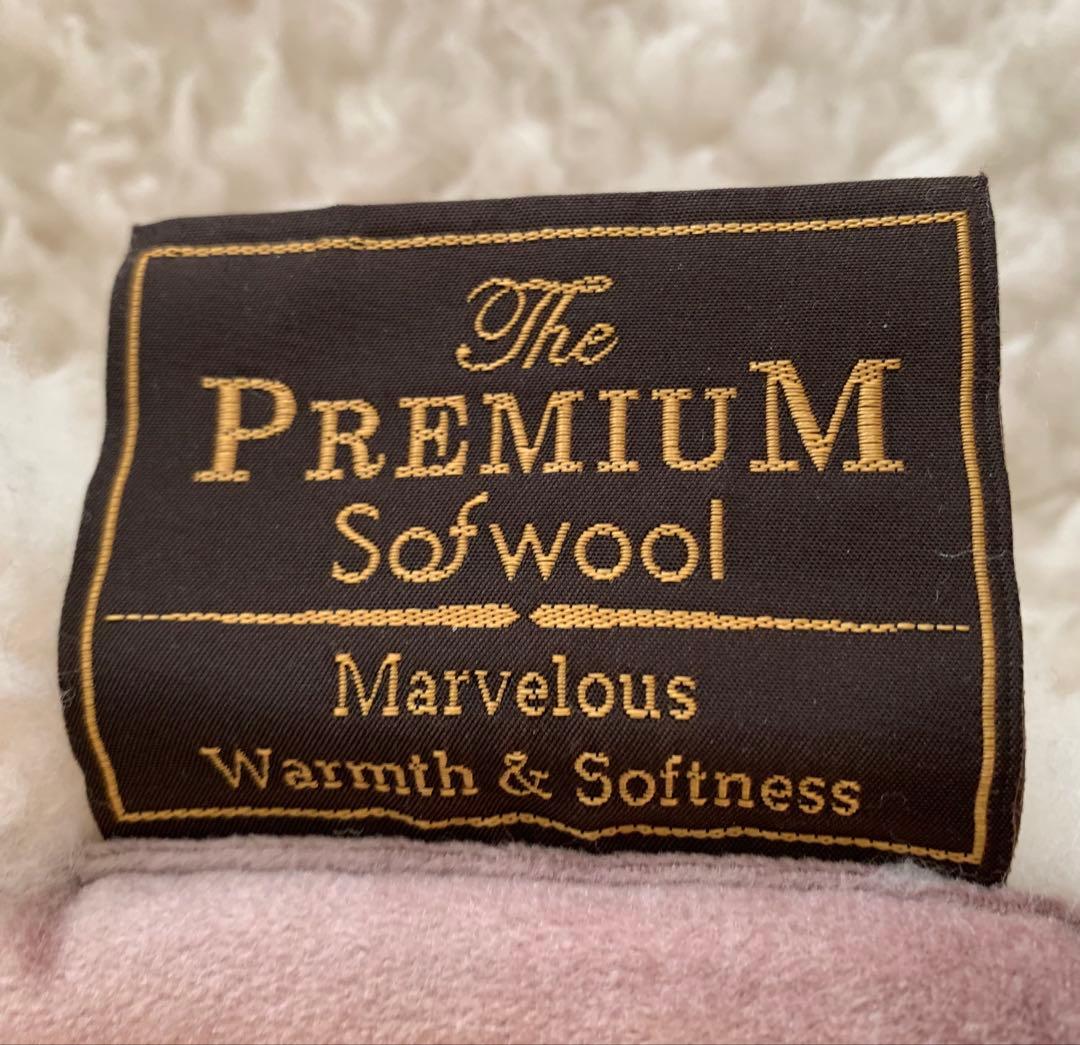 The
PREMIUM
Sofwool
Marvelous
Warmth & Softness